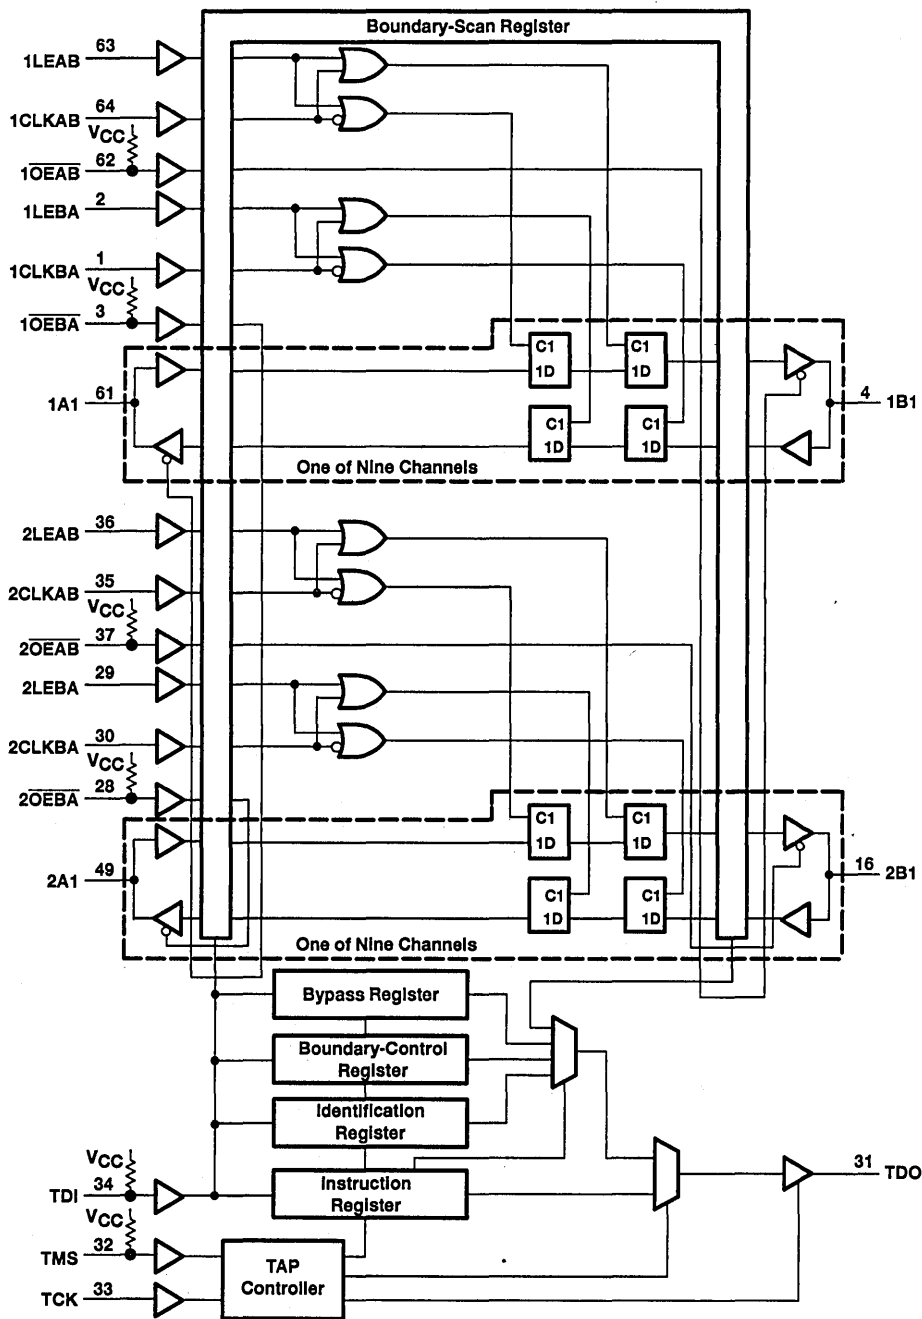 Boundary-Scan Register
1LEAB 63
1CLKAB 64
VCC
1OEAB 62
1LEBA 2
1CLKBA 1
VCC
1OEBA 3
C1 1D
C1 1D
1A1 61
4 1B1
C1 1D
C1 1D
One of Nine Channels
2LEAB 36
2CLKAB 35
VCC
2OEAB 37
2LEBA 29
2CLKBA 30
VCC
2OEBA 28
C1 1D
C1 1D
2A1 49
16 2B1
C1 1D
C1 1D
One of Nine Channels
Bypass Register
Boundary-Control
Register
Identification
Register
VCC
TDI 34
Instruction
Register
31 TDO
VCC
TMS 32
TAP
Controller
TCK 33